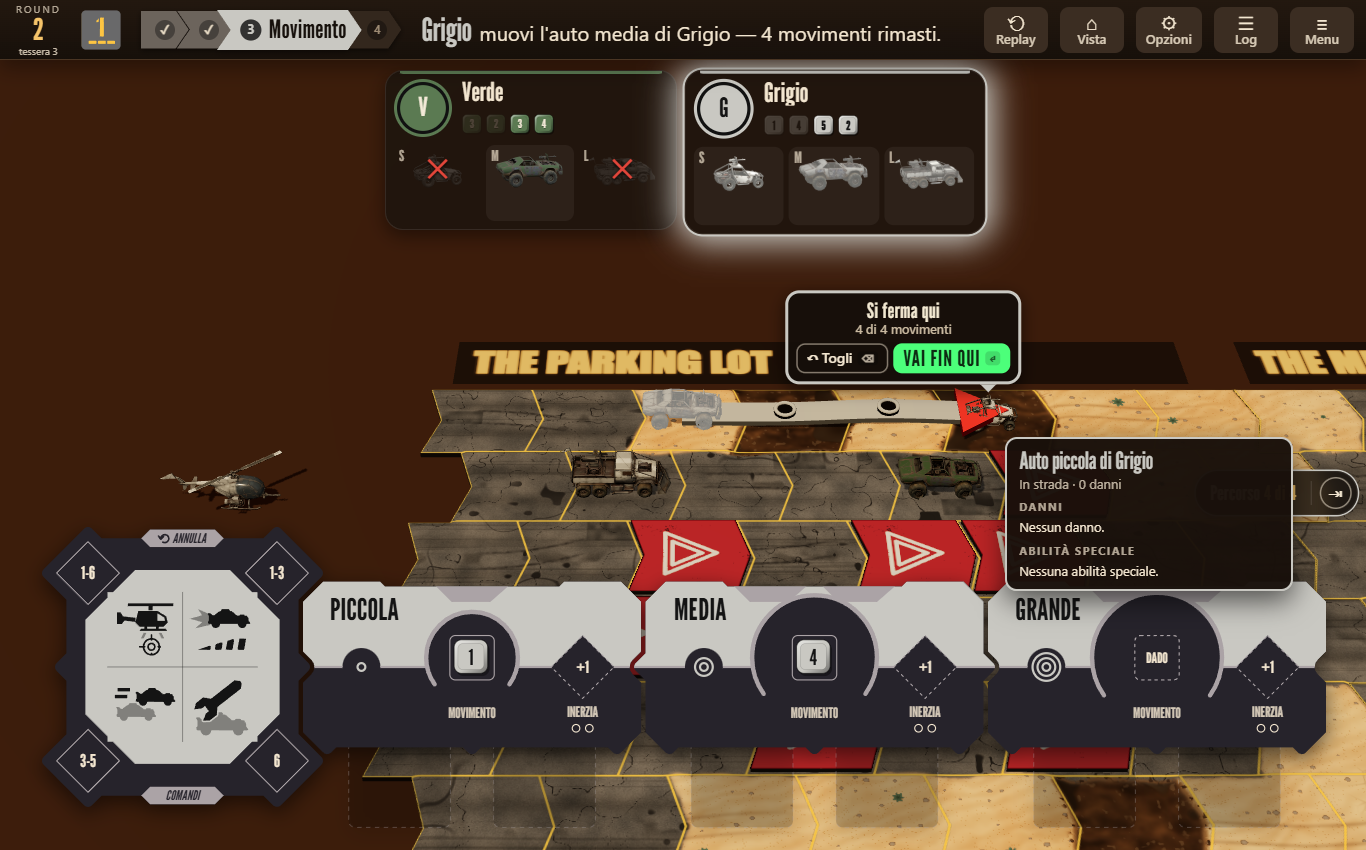 ROUND
2
tessera 3
1
3 Movimento
4
Grigio muovi l'auto media di Grigio — 4 movimenti rimasti.
Replay
Vista
Opzioni
Log
Menu
V
Verde
3 2 3 4
S
M
L
G
Grigio
1 4 5 2
S
M
L
Si ferma qui
4 di 4 movimenti
Togli
VAI FIN QUI
THE PARKING LOT
THE M
Auto piccola di Grigio
In strada · 0 danni
DANNI
Nessun danno.
ABILITÀ SPECIALE
Nessuna abilità speciale.
ANNULLA
1-6
1-3
3-5
6
COMANDI
PICCOLA
1
+1
MOVIMENTO
INERZIA
MEDIA
4
+1
MOVIMENTO
INERZIA
GRANDE
DADO
+1
MOVIMENTO
INERZIA